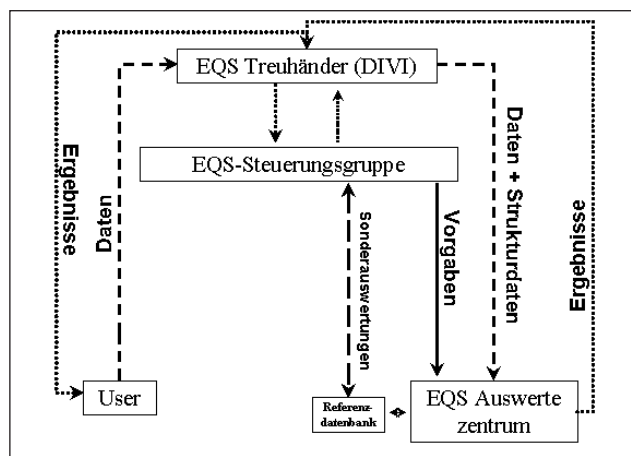 EQS Treuhänder (DIVI)
EQS-Steuerungsgruppe
Ergebnisse
Daten
Sonderauswertungen
Vorgaben
Daten + Strukturdaten
Ergebnisse
User
Referenz-
datenbank
EQS Auswerte
zentrum